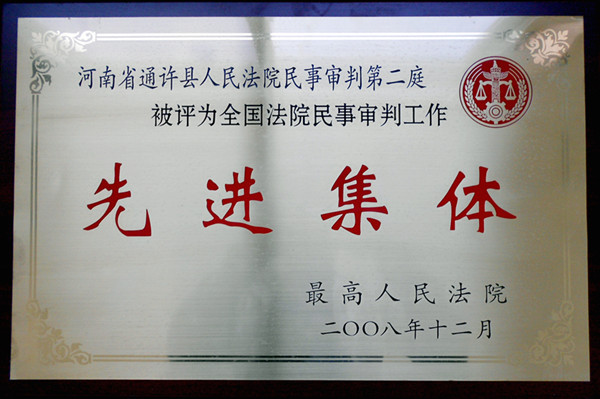 河南省通许县人民法院民事审判第二庭
被评为全国法院民事审判工作
先进集体
最高人民法院
二〇〇八年十二月